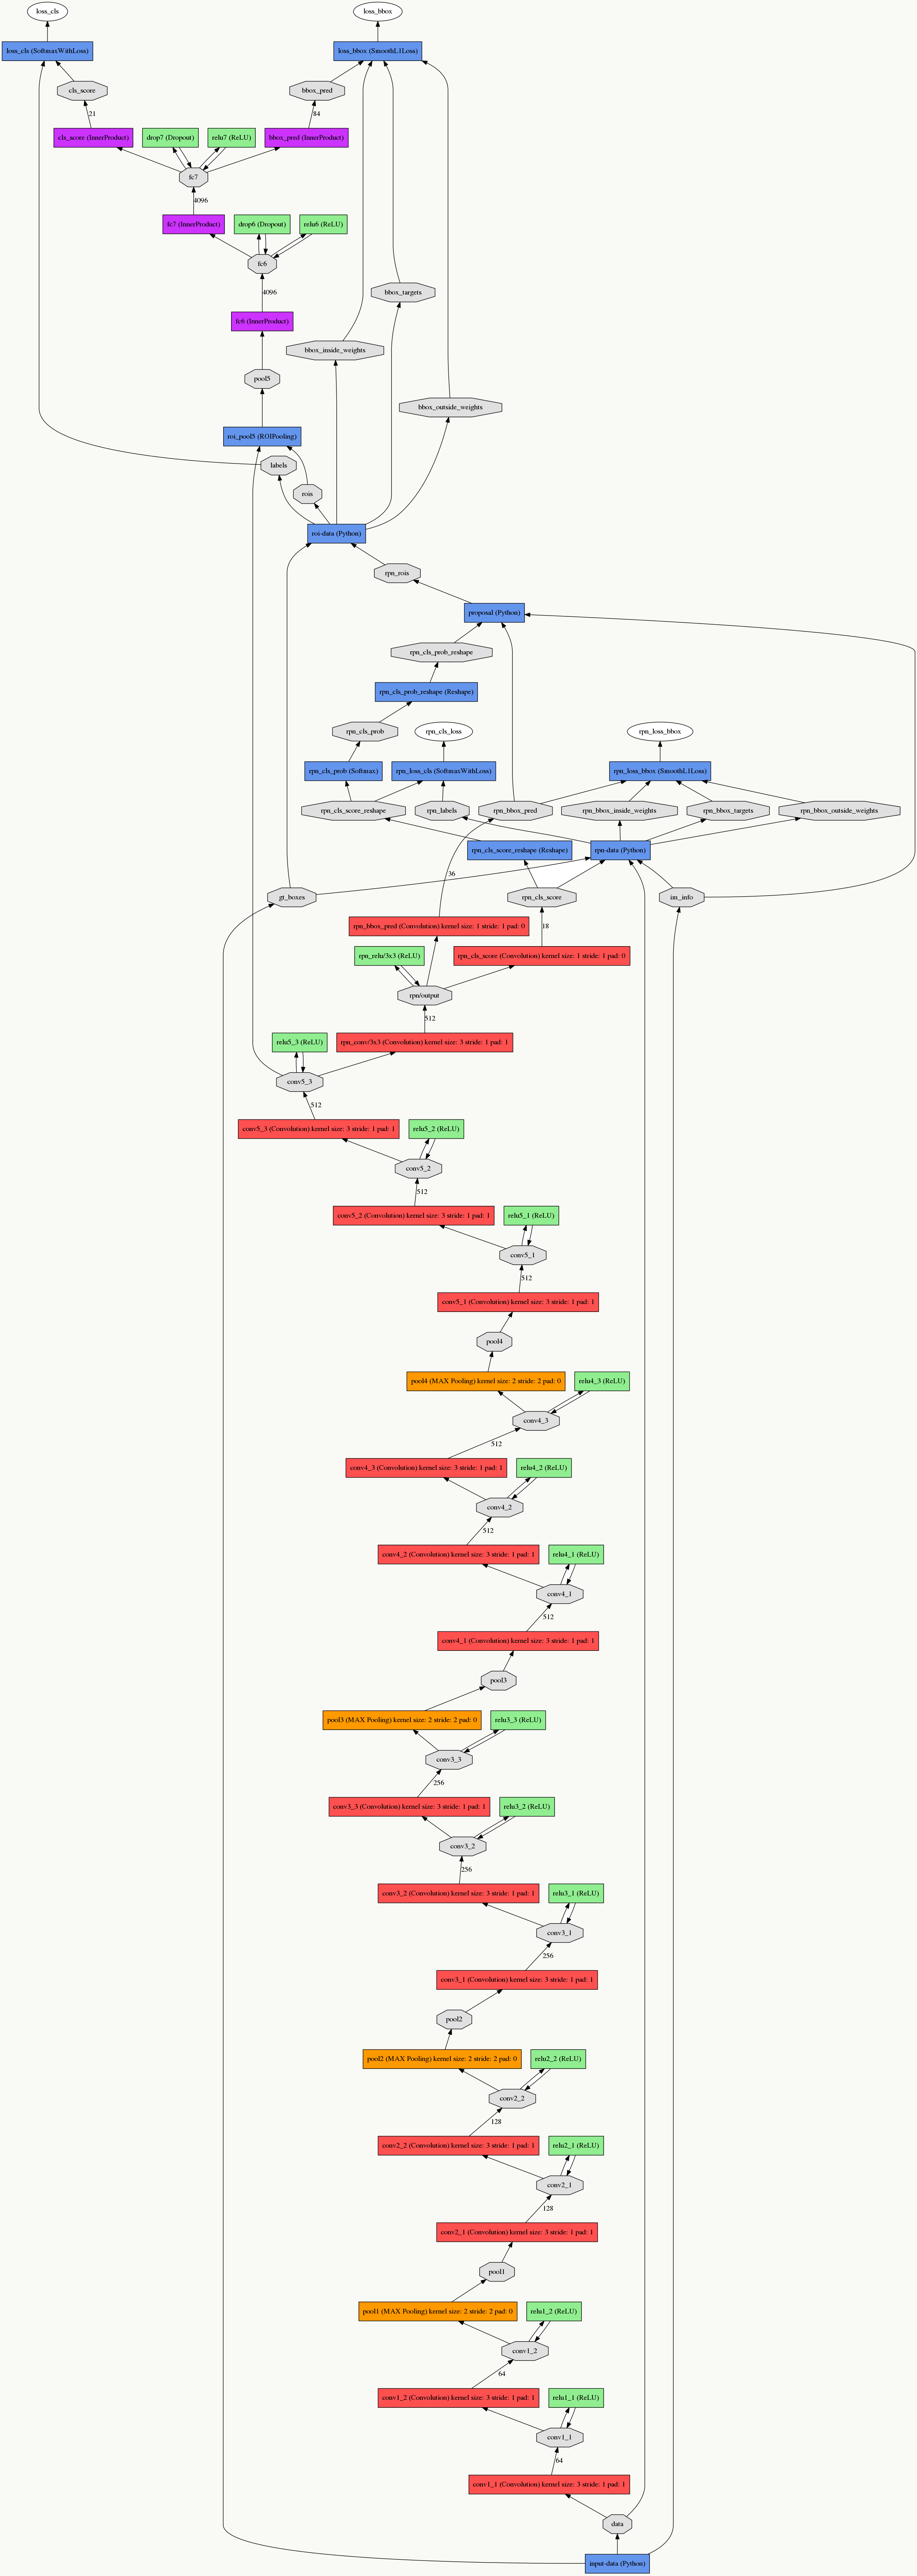 loss_cls
loss_bbox
loss_cls (SoftmaxWithLoss)
loss_bbox (SmoothL1Loss)
cls_score
bbox_pred
21
84
cls_score (InnerProduct)
drop7 (Dropout)
relu7 (ReLU)
bbox_pred (InnerProduct)
fc7
4096
fc7 (InnerProduct)
drop6 (Dropout)
relu6 (ReLU)
fc6
4096
bbox_targets
fc6 (InnerProduct)
bbox_inside_weights
pool5
bbox_outside_weights
roi_pool5 (ROIPooling)
labels
rois
roi-data (Python)
rpn_rois
proposal (Python)
rpn_cls_prob_reshape
rpn_cls_prob_reshape (Reshape)
rpn_cls_prob
rpn_cls_loss
rpn_loss_bbox
rpn_cls_prob (Softmax)
rpn_loss_cls (SoftmaxWithLoss)
rpn_loss_bbox (SmoothL1Loss)
rpn_cls_score_reshape
rpn_labels
rpn_bbox_pred
rpn_bbox_inside_weights
rpn_bbox_targets
rpn_bbox_outside_weights
rpn_cls_score_reshape (Reshape)
rpn-data (Python)
36
gt_boxes
rpn_cls_score
im_info
rpn_bbox_pred (Convolution) kernel size: 1 stride: 1 pad: 0
18
rpn_relu/3x3 (ReLU)
rpn_cls_score (Convolution) kernel size: 1 stride: 1 pad: 0
rpn/output
512
relu5_3 (ReLU)
rpn_conv/3x3 (Convolution) kernel size: 3 stride: 1 pad: 1
conv5_3
512
conv5_3 (Convolution) kernel size: 3 stride: 1 pad: 1
relu5_2 (ReLU)
conv5_2
512
conv5_2 (Convolution) kernel size: 3 stride: 1 pad: 1
relu5_1 (ReLU)
conv5_1
512
conv5_1 (Convolution) kernel size: 3 stride: 1 pad: 1
pool4
pool4 (MAX Pooling) kernel size: 2 stride: 2 pad: 0
relu4_3 (ReLU)
conv4_3
512
conv4_3 (Convolution) kernel size: 3 stride: 1 pad: 1
relu4_2 (ReLU)
conv4_2
512
conv4_2 (Convolution) kernel size: 3 stride: 1 pad: 1
relu4_1 (ReLU)
conv4_1
512
conv4_1 (Convolution) kernel size: 3 stride: 1 pad: 1
pool3
pool3 (MAX Pooling) kernel size: 2 stride: 2 pad: 0
relu3_3 (ReLU)
conv3_3
256
conv3_3 (Convolution) kernel size: 3 stride: 1 pad: 1
relu3_2 (ReLU)
conv3_2
256
conv3_2 (Convolution) kernel size: 3 stride: 1 pad: 1
relu3_1 (ReLU)
conv3_1
256
conv3_1 (Convolution) kernel size: 3 stride: 1 pad: 1
pool2
pool2 (MAX Pooling) kernel size: 2 stride: 2 pad: 0
relu2_2 (ReLU)
conv2_2
128
conv2_2 (Convolution) kernel size: 3 stride: 1 pad: 1
relu2_1 (ReLU)
conv2_1
128
conv2_1 (Convolution) kernel size: 3 stride: 1 pad: 1
pool1
pool1 (MAX Pooling) kernel size: 2 stride: 2 pad: 0
relu1_2 (ReLU)
conv1_2
64
conv1_2 (Convolution) kernel size: 3 stride: 1 pad: 1
relu1_1 (ReLU)
conv1_1
64
conv1_1 (Convolution) kernel size: 3 stride: 1 pad: 1
data
input-data (Python)